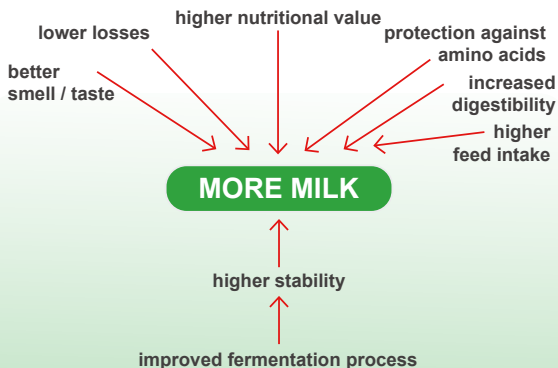 higher nutritional value
lower losses
protection against
amino acids
better
smell / taste
increased
digestibility
higher
feed intake
MORE MILK
higher stability
improved fermentation process